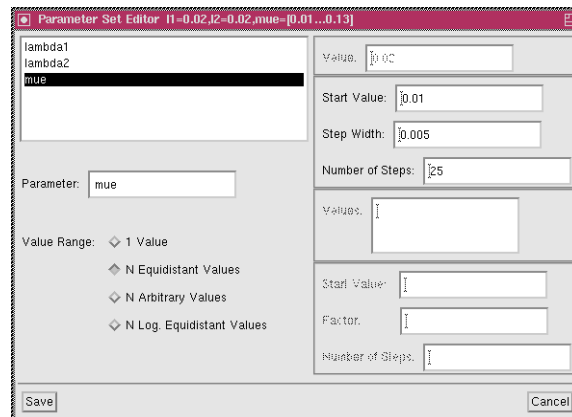 Parameter Set Editor l1=0.02,l2=0.02,mue=[0.01...0.13]
lambda1
lambda2
mue
Parameter: mue
Value Range: 1 Value
N Equidistant Values
N Arbitrary Values
N Log. Equidistant Values
Value: 0.02
Start Value: 0.01
Step Width: 0.005
Number of Steps: 25
Values:
Start Value:
Factor:
Number of Steps:
Save
Cancel